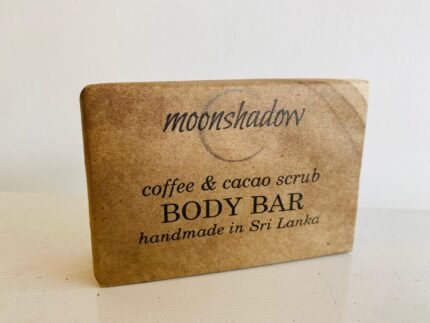 moonshadow
coffee & cacao scrub
BODY BAR
handmade in Sri Lanka